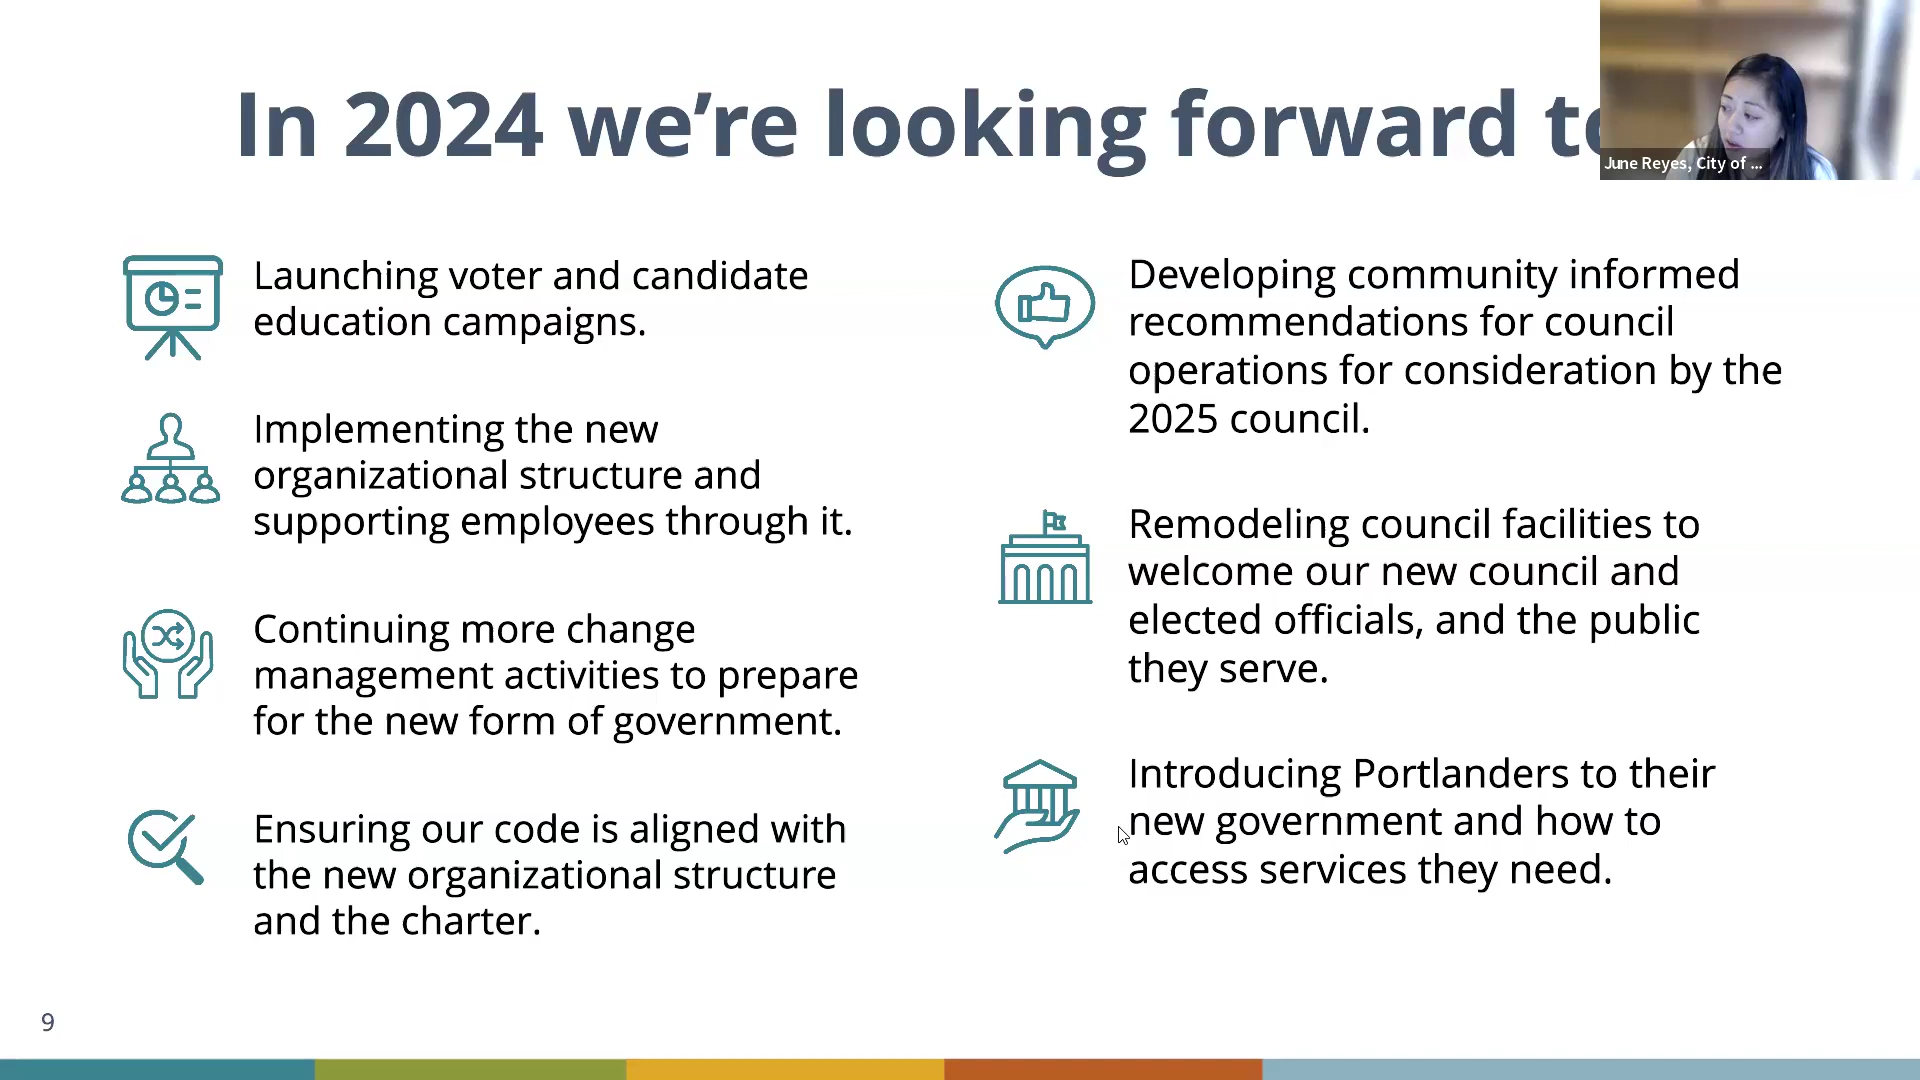 In 2024 we’re looking forward to
June Reyes, City of ...
Launching voter and candidate
education campaigns.
Implementing the new
organizational structure and
supporting employees through it.
Continuing more change
management activities to prepare
for the new form of government.
Ensuring our code is aligned with
the new organizational structure
and the charter.
Developing community informed
recommendations for council
operations for consideration by the
2025 council.
Remodeling council facilities to
welcome our new council and
elected officials, and the public
they serve.
Introducing Portlanders to their
new government and how to
access services they need.
9